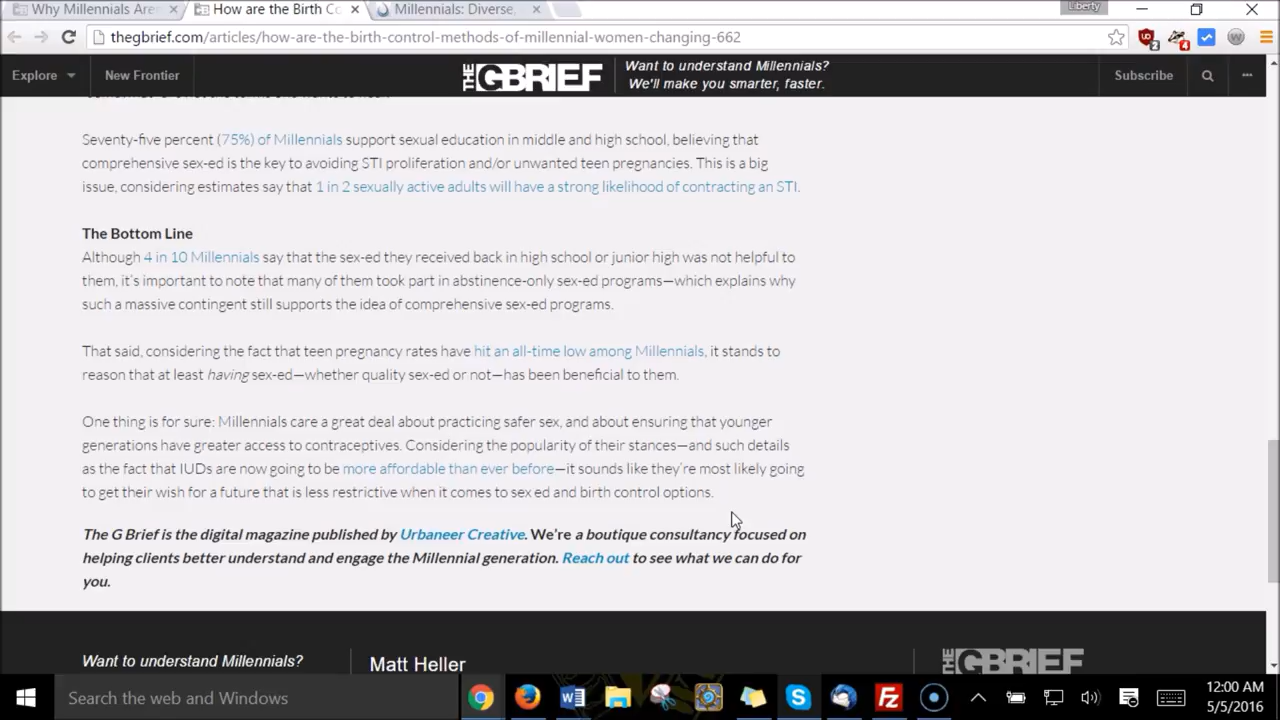 Why Millennials Aren
How are the Birth Co
Millennials: Diverse,
Liberty
thegbrief.com/articles/how-are-the-birth-control-methods-of-millennial-women-changing-662
2
4
W
Explore
New Frontier
THE GBRIEF
Want to understand Millennials?
We'll make you smarter, faster.
Subscribe
Seventy-five percent (75%) of Millennials support sexual education in middle and high school, believing that
comprehensive sex-ed is the key to avoiding STI proliferation and/or unwanted teen pregnancies. This is a big
issue, considering estimates say that 1 in 2 sexually active adults will have a strong likelihood of contracting an STI.
The Bottom Line
Although 4 in 10 Millennials say that the sex-ed they received back in high school or junior high was not helpful to
them, it's important to note that many of them took part in abstinence-only sex-ed programs—which explains why
such a massive contingent still supports the idea of comprehensive sex-ed programs.
That said, considering the fact that teen pregnancy rates have hit an all-time low among Millennials, it stands to
reason that at least having sex-ed—whether quality sex-ed or not—has been beneficial to them.
One thing is for sure: Millennials care a great deal about practicing safer sex, and about ensuring that younger
generations have greater access to contraceptives. Considering the popularity of their stances—and such details
as the fact that IUDs are now going to be more affordable than ever before—it sounds like they're most likely going
to get their wish for a future that is less restrictive when it comes to sex ed and birth control options.
The G Brief is the digital magazine published by Urbaneer Creative. We're a boutique consultancy focused on
helping clients better understand and engage the Millennial generation. Reach out to see what we can do for
you.
Want to understand Millennials?
Matt Heller
THE GBRIEF
Search the web and Windows
12:00 AM
5/5/2016